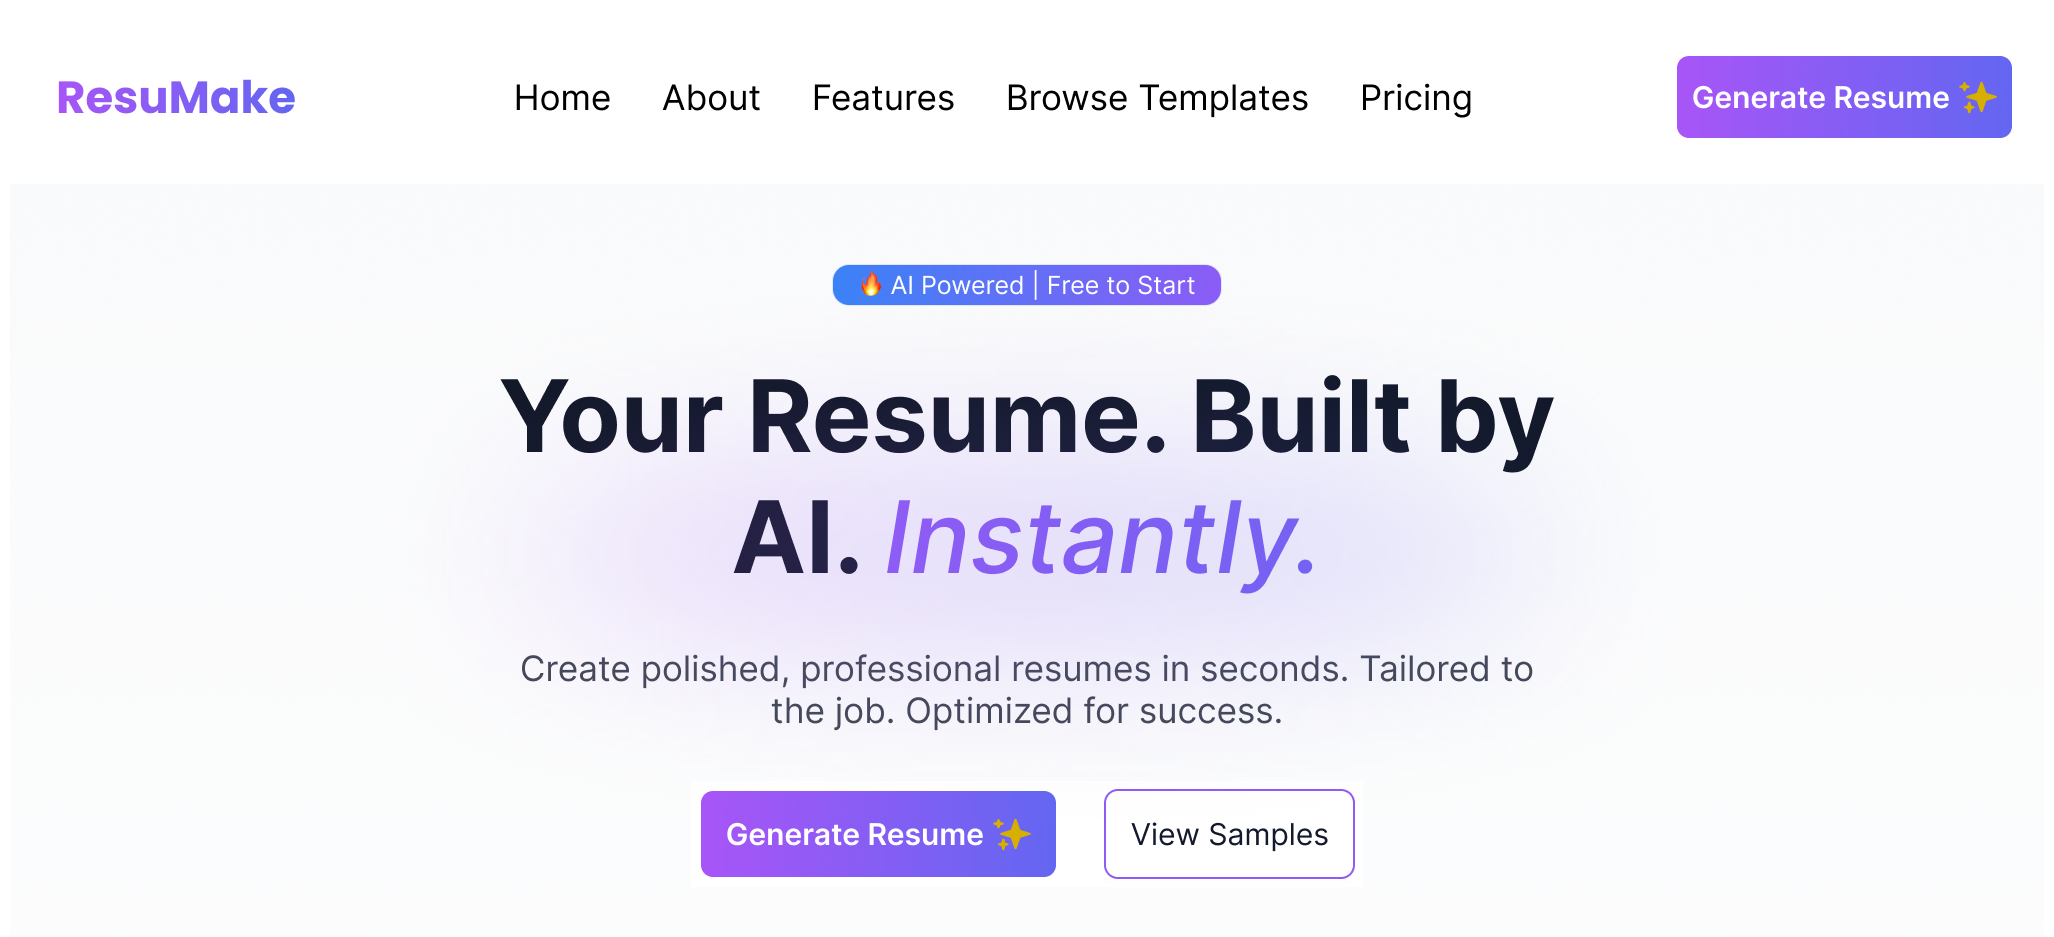 ResuMake
Home
About
Features
Browse Templates
Pricing
Generate Resume ✨
🔥 AI Powered | Free to Start
Your Resume. Built by
AI. Instantly.
Create polished, professional resumes in seconds. Tailored to
the job. Optimized for success.
Generate Resume ✨
View Samples